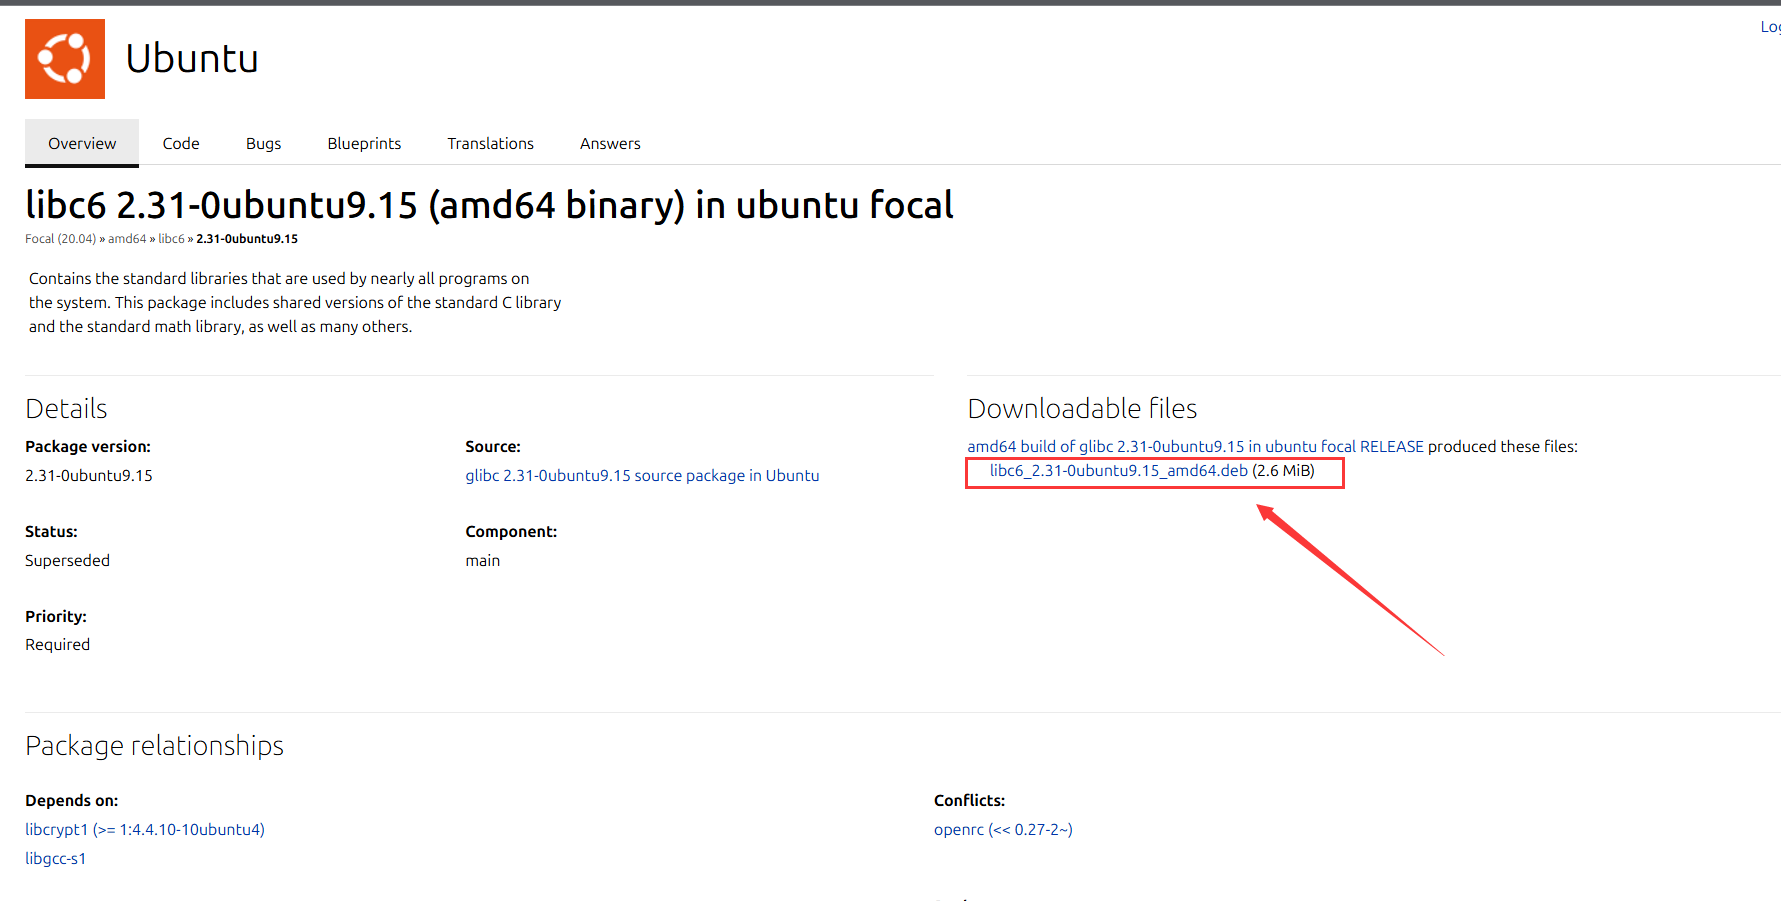 Ubuntu
Overview Code Bugs Blueprints Translations Answers
libc6 2.31-0ubuntu9.15 (amd64 binary) in ubuntu focal
Focal (20.04) » amd64 » libc6 » 2.31-0ubuntu9.15
Contains the standard libraries that are used by nearly all programs on
the system. This package includes shared versions of the standard C library
and the standard math library, as well as many others.
Details
Package version:
2.31-0ubuntu9.15
Source:
glibc 2.31-0ubuntu9.15 source package in Ubuntu
Status:
Superseded
Component:
main
Priority:
Required
Downloadable files
amd64 build of glibc 2.31-0ubuntu9.15 in ubuntu focal RELEASE produced these files:
libc6_2.31-0ubuntu9.15_amd64.deb (2.6 MiB)
Package relationships
Depends on:
libcrypt1 (>= 1:4.4.10-10ubuntu4)
libgcc-s1
Conflicts:
openrc (<< 0.27-2~)